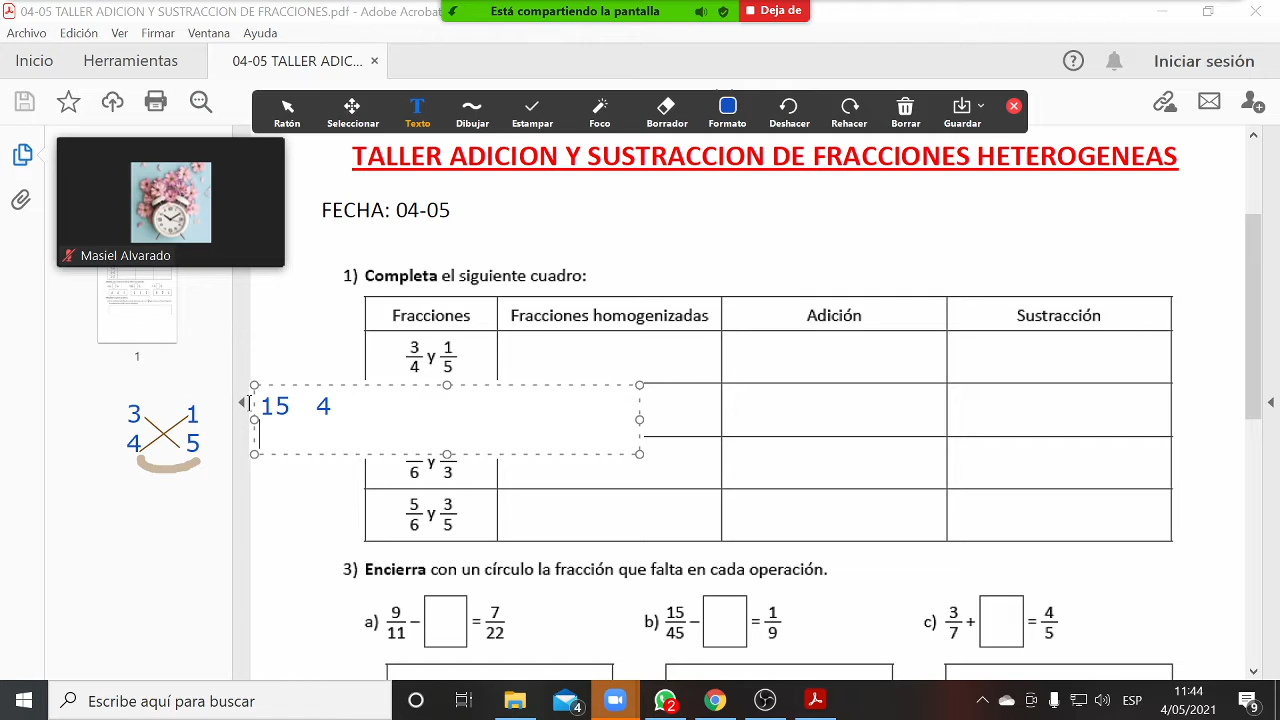 04-05 TALLER ADICION Y SUSTRACCION DE FRACCIONES.pdf - Adobe Acrobat
Está compartiendo la pantalla
Deja de
Archivo Edición Ver Firmar Ventana Ayuda
Inicio Herramientas 04-05 TALLER ADIC... × Iniciar sesión
Ratón Seleccionar Texto Dibujar Estampar Foco Borrador Formato Deshacer Rehacer Borrar Guardar
Masiel Alvarado
TALLER ADICION Y SUSTRACCION DE FRACCIONES HETEROGENEAS
FECHA: 04-05
1) Completa el siguiente cuadro:
Fracciones Fracciones homogenizadas Adición Sustracción
3/4 y 1/5
1
3 1
4 5
15 4
6 y 3
5/6 y 3/5
3) Encierra con un círculo la fracción que falta en cada operación.
a) 9/11 − = 7/22
b) 15/45 − = 1/9
c) 3/7 + = 4/5
Escribe aquí para buscar
4
2
ESP
11:44
4/05/2021
9